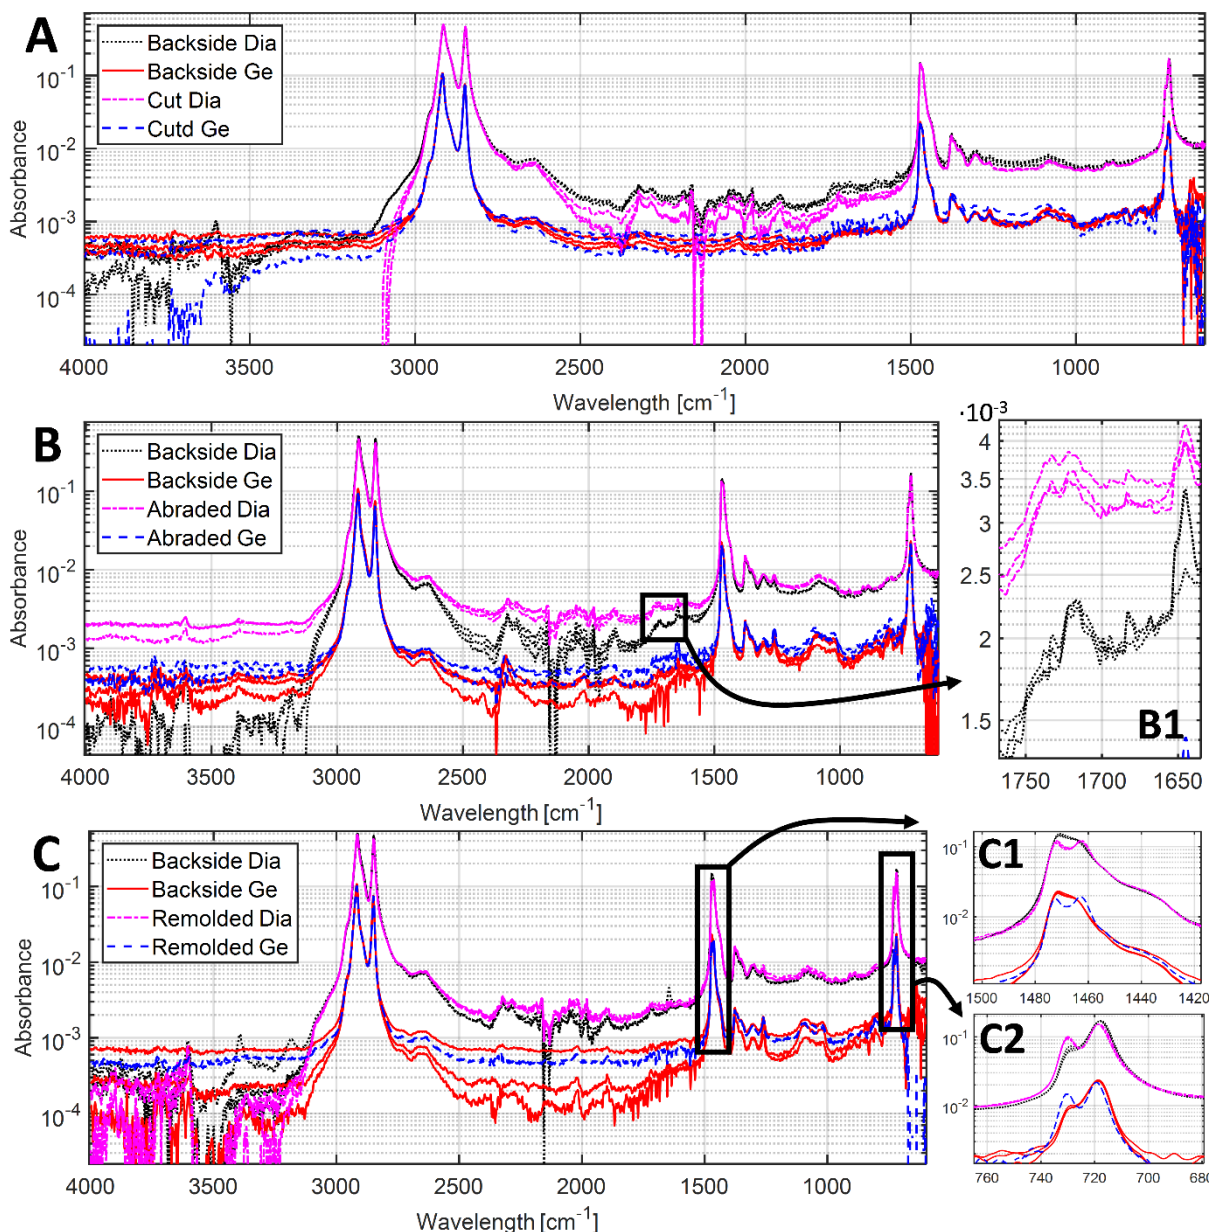 A
Backside Dia
Backside Ge
Cut Dia
Cutd Ge
Absorbance
10-1
10-2
10-3
10-4
4000 3500 3000 2500 2000 1500 1000
Wavelength [cm-1]
B
Backside Dia
Backside Ge
Abraded Dia
Abraded Ge
Absorbance
10-1
10-2
10-3
10-4
4000 3500 3000 2500 2000 1500 1000
Wavelength [cm-1]
·10-3
4
3.5
3
2.5
2
1.5
B1
1750 1700 1650
C
Backside Dia
Backside Ge
Remolded Dia
Remolded Ge
Absorbance
10-1
10-2
10-3
10-4
4000 3500 3000 2500 2000 1500 1000
Wavelength [cm-1]
C1
10-1
10-2
1500 1480 1460 1440 1420
C2
10-1
10-2
760 740 720 700 680